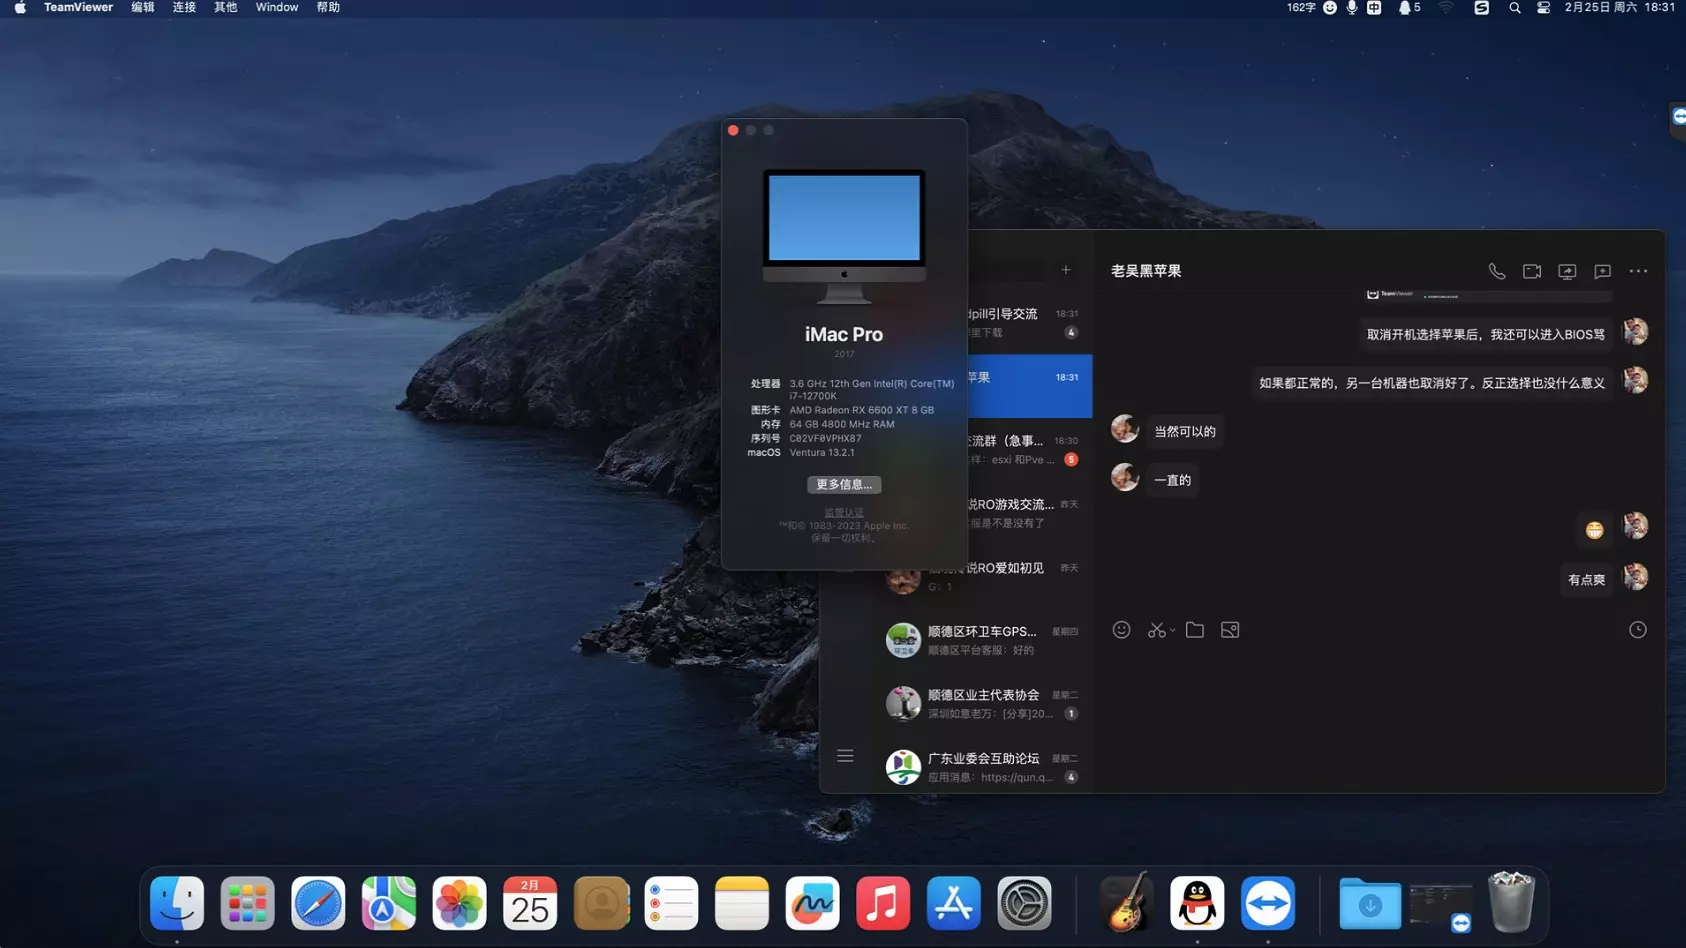 TeamViewer 编辑 连接 其他 Window 帮助
162字 中 5 S 2月25日 周六 18:31
iMac Pro
2017
处理器 3.6 GHz 12th Gen Intel(R) Core(TM)
i7-12700K
图形卡 AMD Radeon RX 6600 XT 8 GB
内存 64 GB 4800 MHz RAM
序列号 C02VF0VPHX87
macOS Ventura 13.2.1
更多信息...
监管认证
™和© 1983-2023 Apple Inc.
保留一切权利。
dpill引导交流 18:31
里下载 4
苹果 18:31
交流群（急事... 18:30
样：esxi 和Pve ... 5
说RO游戏交流... 昨天
服是不是没有了
说RO爱如初见 昨天
G：1
顺德区环卫车GPS... 星期四
顺德区平台客服：好的
环卫车
顺德区业主代表协会 星期二
深圳如意老万：[分享]20... 1
广东业委会互助论坛 星期二
应用消息：https://qun.q... 4
老吴黑苹果
TeamViewer
取消开机选择苹果后，我还可以进入BIOS骂
如果都正常的，另一台机器也取消好了。反正选择也没什么意义
当然可以的
一直的
有点爽
2月
25